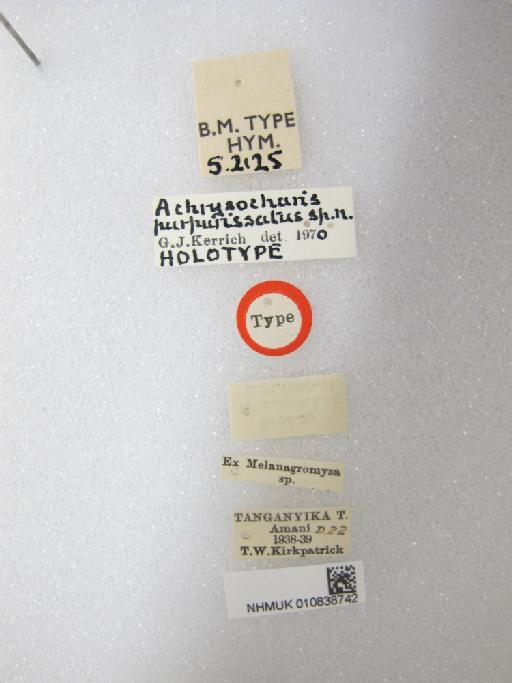 B.M. TYPE
HYM.
5.2125
Achrysocharis
purpurissatus sp.n.
G.J.Kerrich det. 1970
HOLOTYPE
Type
Ex Melanagromyza
sp.
TANGANYIKA T.
Amani D.22
1938-39
T.W.Kirkpatrick
NHMUK 010838742